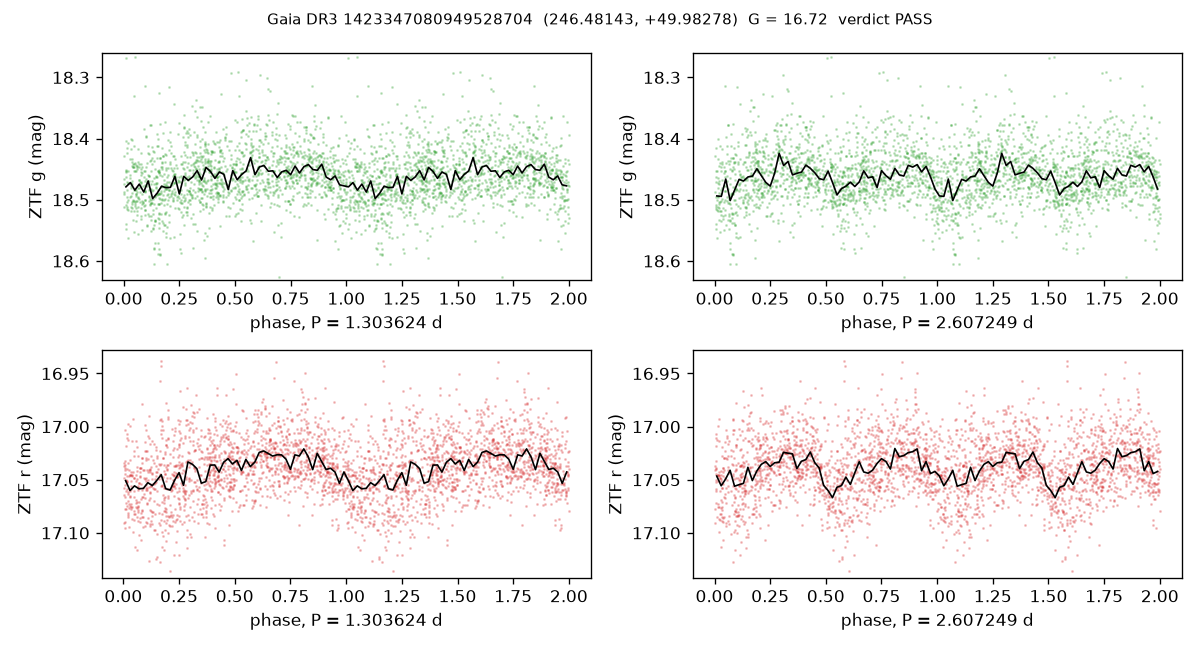 Gaia DR3 1423347080949528704 (246.48143, +49.98278) G = 16.72 verdict PASS
ZTF g (mag)
18.3
18.4
18.5
18.6
0.00 0.25 0.50 0.75 1.00 1.25 1.50 1.75 2.00
phase, P = 1.303624 d
ZTF g (mag)
18.3
18.4
18.5
18.6
0.00 0.25 0.50 0.75 1.00 1.25 1.50 1.75 2.00
phase, P = 2.607249 d
ZTF r (mag)
16.95
17.00
17.05
17.10
0.00 0.25 0.50 0.75 1.00 1.25 1.50 1.75 2.00
phase, P = 1.303624 d
ZTF r (mag)
16.95
17.00
17.05
17.10
0.00 0.25 0.50 0.75 1.00 1.25 1.50 1.75 2.00
phase, P = 2.607249 d